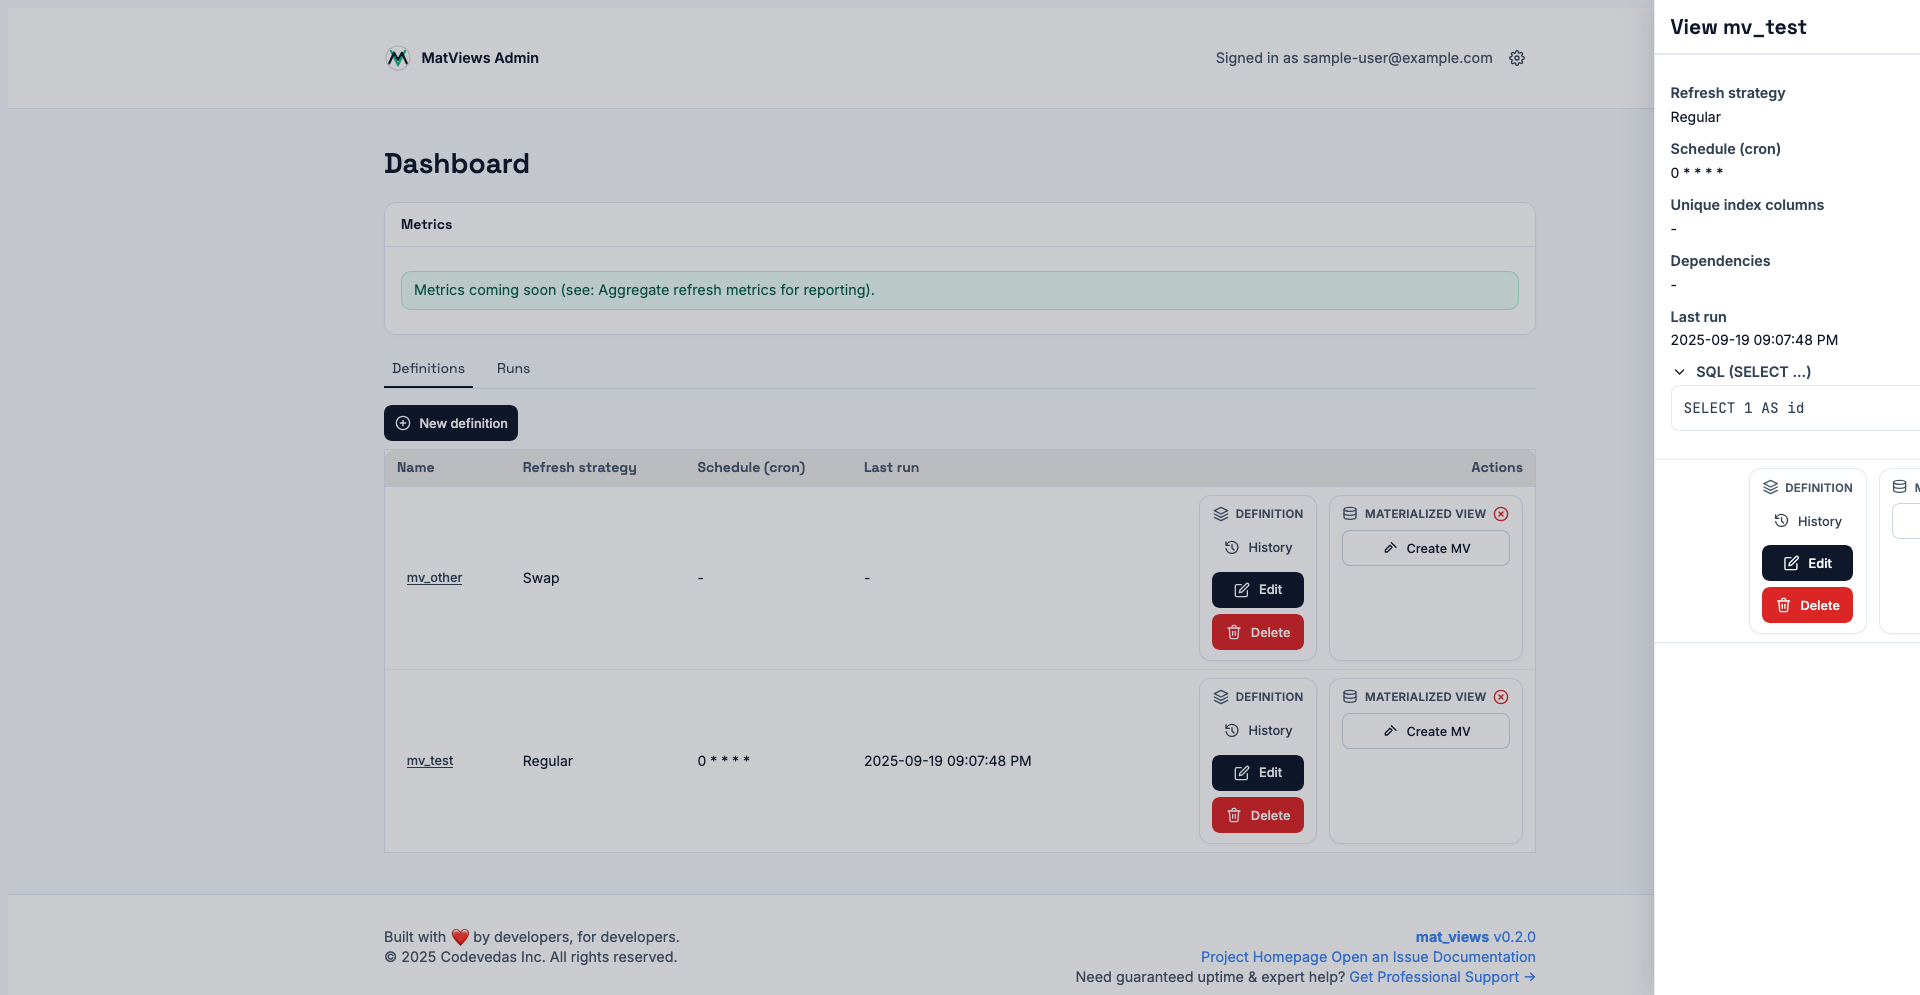 MatViews Admin
Signed in as sample-user@example.com
Dashboard
Metrics
Metrics coming soon (see: Aggregate refresh metrics for reporting).
Definitions Runs
New definition
Name Refresh strategy Schedule (cron) Last run Actions
mv_other Swap - -
DEFINITION
History
Edit
Delete
MATERIALIZED VIEW
Create MV
mv_test Regular 0 * * * * 2025-09-19 09:07:48 PM
DEFINITION
History
Edit
Delete
MATERIALIZED VIEW
Create MV
Built with ❤️ by developers, for developers.
© 2025 Codevedas Inc. All rights reserved.
mat_views v0.2.0
Project Homepage Open an Issue Documentation
Need guaranteed uptime & expert help? Get Professional Support →
View mv_test
Refresh strategy
Regular
Schedule (cron)
0 * * * *
Unique index columns
-
Dependencies
-
Last run
2025-09-19 09:07:48 PM
SQL (SELECT ...)
SELECT 1 AS id
DEFINITION
History
Edit
Delete